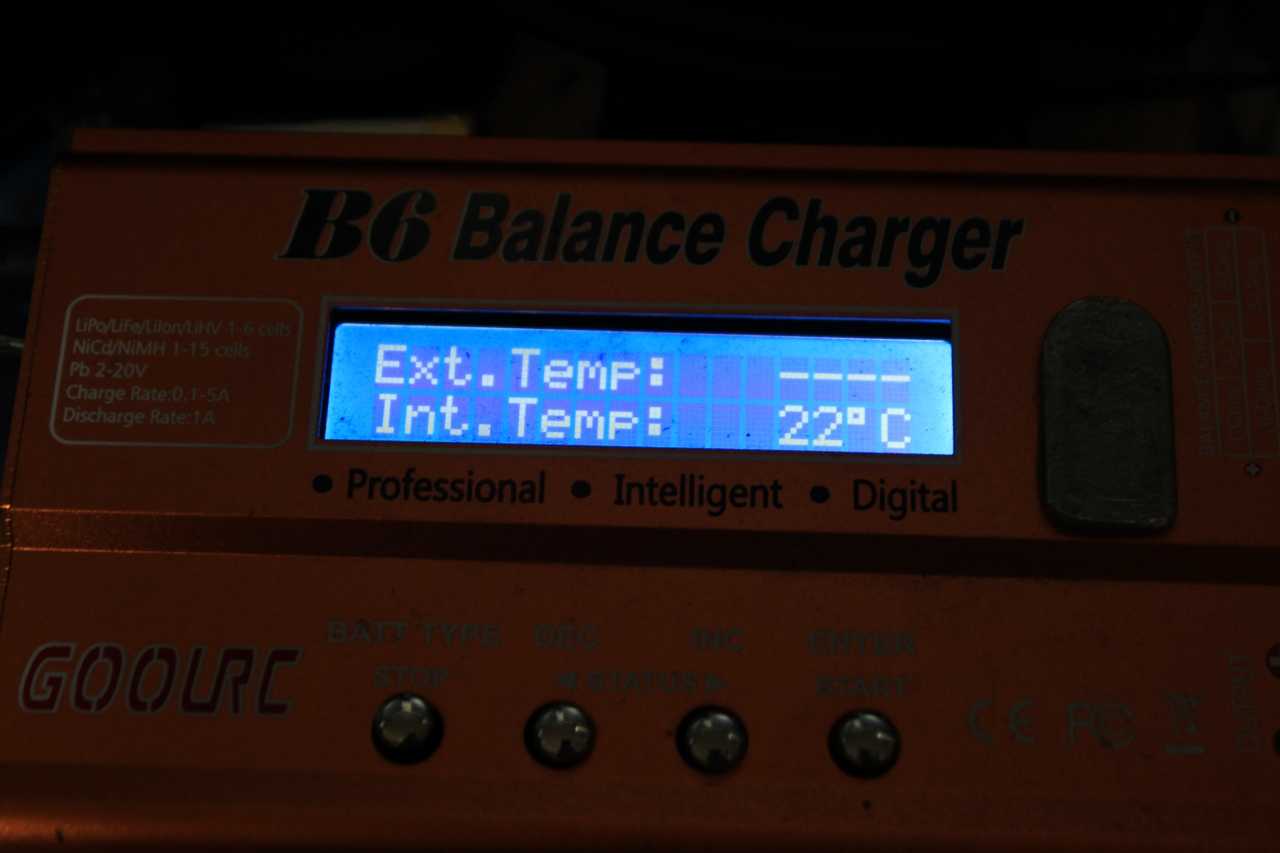 B6 Balance Charger
LiPo/LiFe/LiIon/LiHV 1-6 cells
NiCd/NiMH 1-15 cells
Pb 2-20V
Charge Rate:0.1-5A
Discharge Rate:1A
Ext.Temp: ----
Int.Temp: 22°C
• Professional • Intelligent • Digital
GOOLRC
BATT TYPE DEC INC ENTER
STOP ◀ STATUS ▶ START
CE FC